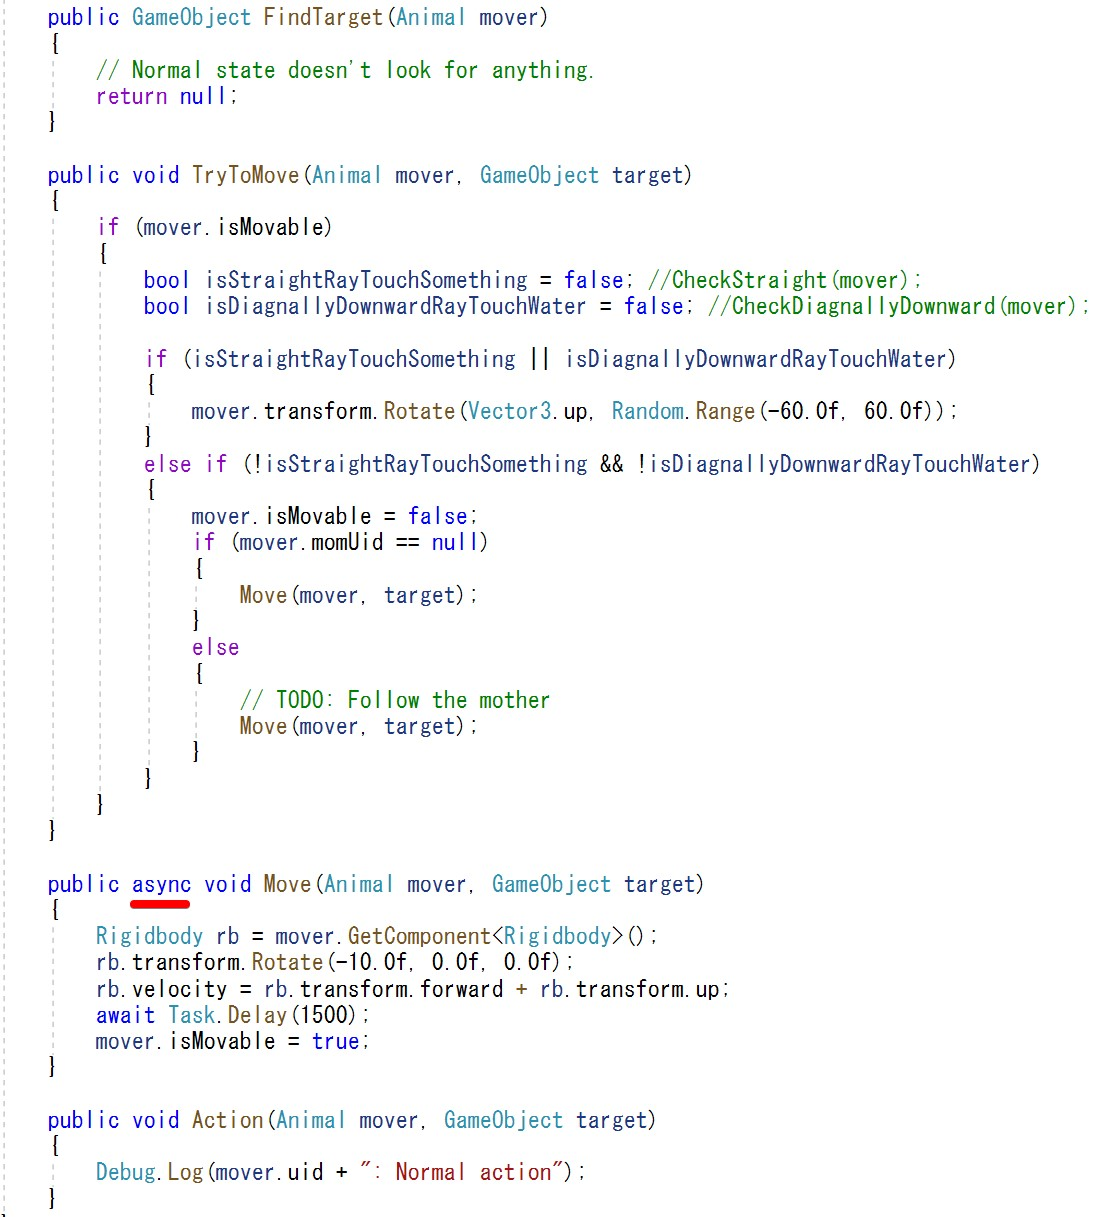 public GameObject FindTarget(Animal mover)
{
// Normal state doesn't look for anything.
return null;
}
public void TryToMove(Animal mover, GameObject target)
{
if (mover.isMovable)
{
bool isStraightRayTouchSomething = false; //CheckStraight(mover);
bool isDiagnallyDownwardRayTouchWater = false; //CheckDiagnallyDownward(mover);
if (isStraightRayTouchSomething || isDiagnallyDownwardRayTouchWater)
{
mover.transform.Rotate(Vector3.up, Random.Range(-60.0f, 60.0f));
}
else if (!isStraightRayTouchSomething && !isDiagnallyDownwardRayTouchWater)
{
mover.isMovable = false;
if (mover.momUid == null)
{
Move(mover, target);
}
else
{
// TODO: Follow the mother
Move(mover, target);
}
}
}
}
public async void Move(Animal mover, GameObject target)
{
Rigidbody rb = mover.GetComponent<Rigidbody>();
rb.transform.Rotate(-10.0f, 0.0f, 0.0f);
rb.velocity = rb.transform.forward + rb.transform.up;
await Task.Delay(1500);
mover.isMovable = true;
}
public void Action(Animal mover, GameObject target)
{
Debug.Log(mover.uid + ": Normal action");
}